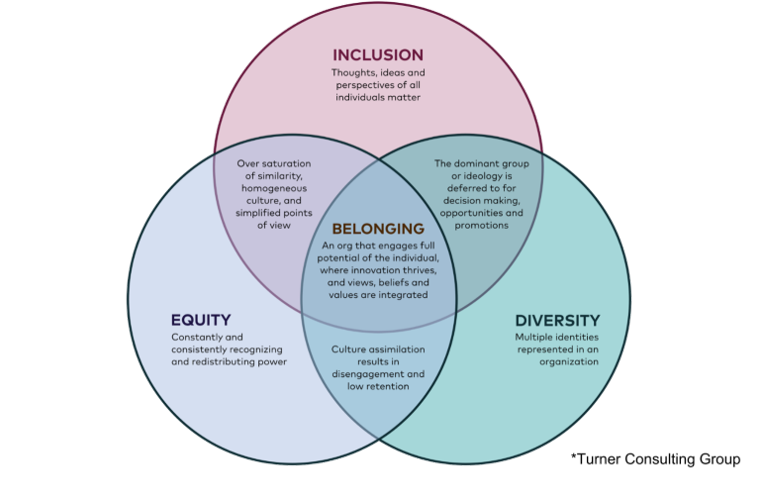 INCLUSION
Thoughts, ideas and
perspectives of all
individuals matter
Over saturation
of similarity,
homogeneous
culture, and
simplified points
of view
The dominant group
or ideology is
deferred to for
decision making,
opportunities and
promotions
BELONGING
An org that engages full
potential of the individual,
where innovation thrives,
and views, beliefs and
values are integrated
EQUITY
Constantly and
consistently recognizing
and redistributing power
DIVERSITY
Multiple identities
represented in an
organization
Culture assimilation
results in
disengagement and
low retention
*Turner Consulting Group